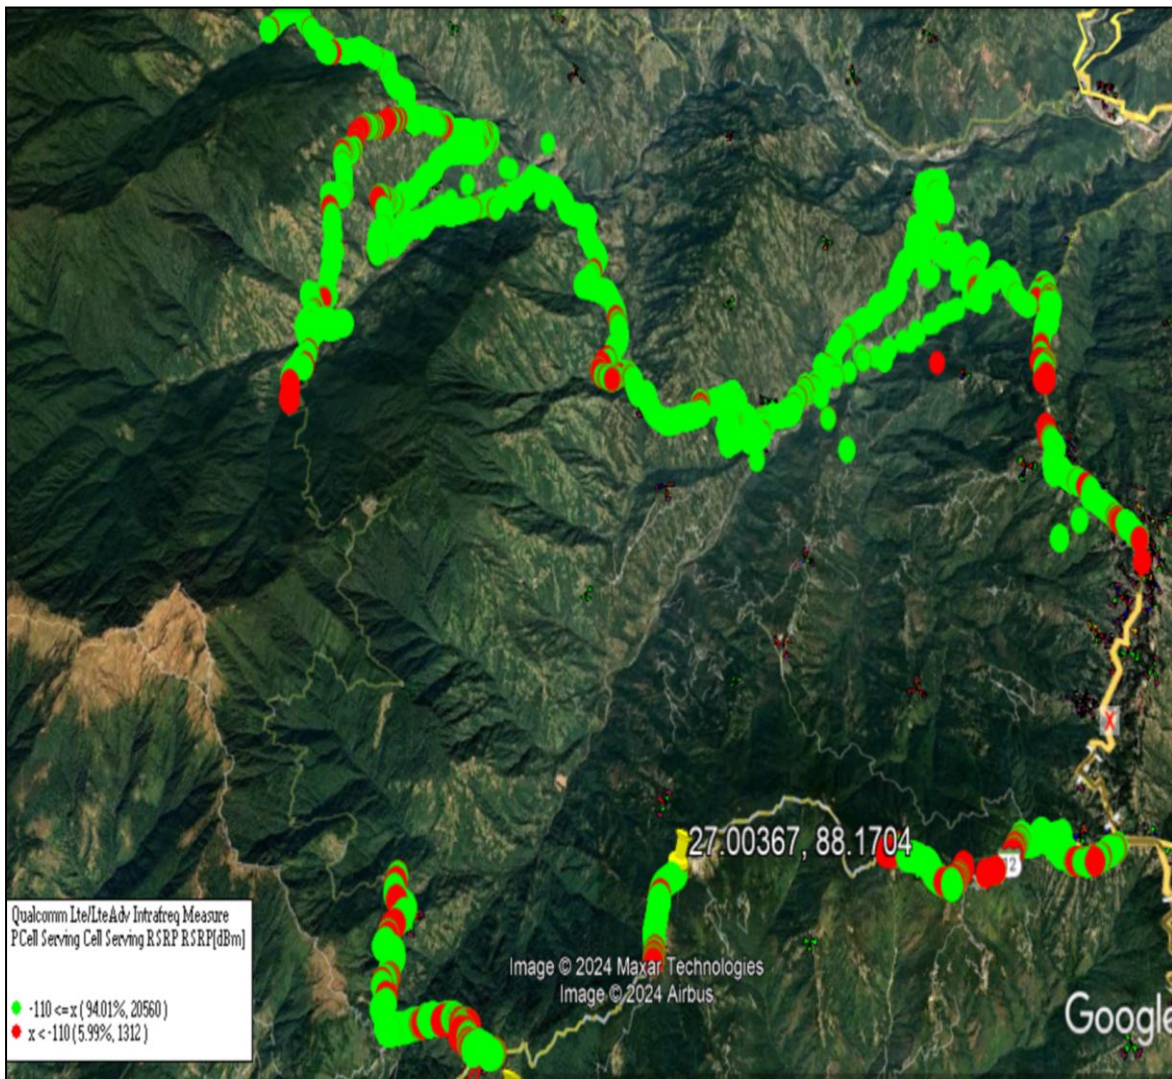 27.00367, 88.1704
12
Qualcomm Lte/LteAdv Intrafreq Measure
PCell Serving Cell Serving RSRP RSRP[dBm]
-110 <= x ( 94.01%, 20560 )
x < -110 ( 5.99%, 1312 )
Image © 2024 Maxar Technologies
Image © 2024 Airbus
Google